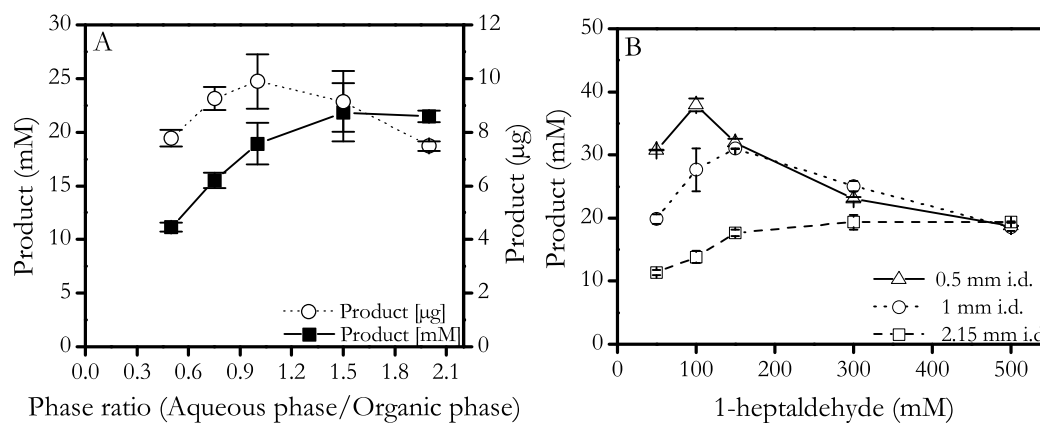 A
Product (mM)
30
25
20
15
10
5
0
12
10
8
6
4
2
0
Product (µg)
Product [µg]
Product [mM]
0.0 0.3 0.6 0.9 1.2 1.5 1.8 2.1
Phase ratio (Aqueous phase/Organic phase)
B
Product (mM)
50
40
30
20
10
0
0.5 mm i.d.
1 mm i.d.
2.15 mm i.d
0 100 200 300 400 500
1-heptaldehyde (mM)